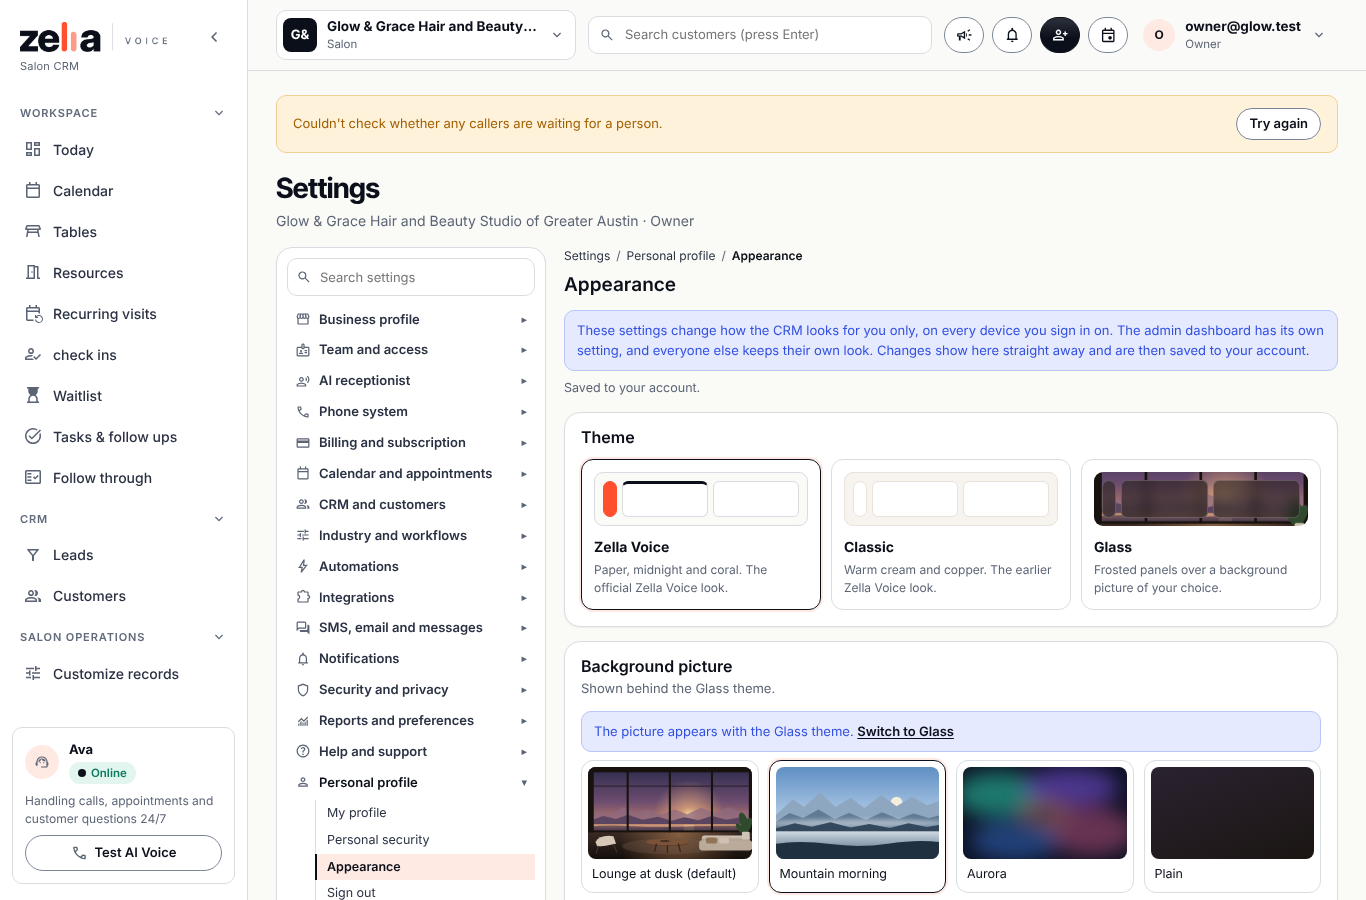 zella VOICE
Salon CRM
WORKSPACE
Today
Calendar
Tables
Resources
Recurring visits
check ins
Waitlist
Tasks & follow ups
Follow through
CRM
Leads
Customers
SALON OPERATIONS
Customize records
Ava
Online
Handling calls, appointments and
customer questions 24/7
Test AI Voice
G&
Glow & Grace Hair and Beauty...
Salon
Search customers (press Enter)
O
owner@glow.test
Owner
Couldn't check whether any callers are waiting for a person.
Try again
Settings
Glow & Grace Hair and Beauty Studio of Greater Austin · Owner
Search settings
Business profile
Team and access
AI receptionist
Phone system
Billing and subscription
Calendar and appointments
CRM and customers
Industry and workflows
Automations
Integrations
SMS, email and messages
Notifications
Security and privacy
Reports and preferences
Help and support
Personal profile
My profile
Personal security
Appearance
Sign out
Settings / Personal profile / Appearance
Appearance
These settings change how the CRM looks for you only, on every device you sign in on. The admin dashboard has its own
setting, and everyone else keeps their own look. Changes show here straight away and are then saved to your account.
Saved to your account.
Theme
Zella Voice
Paper, midnight and coral. The
official Zella Voice look.
Classic
Warm cream and copper. The earlier
Zella Voice look.
Glass
Frosted panels over a background
picture of your choice.
Background picture
Shown behind the Glass theme.
The picture appears with the Glass theme. Switch to Glass
Lounge at dusk (default)
Mountain morning
Aurora
Plain